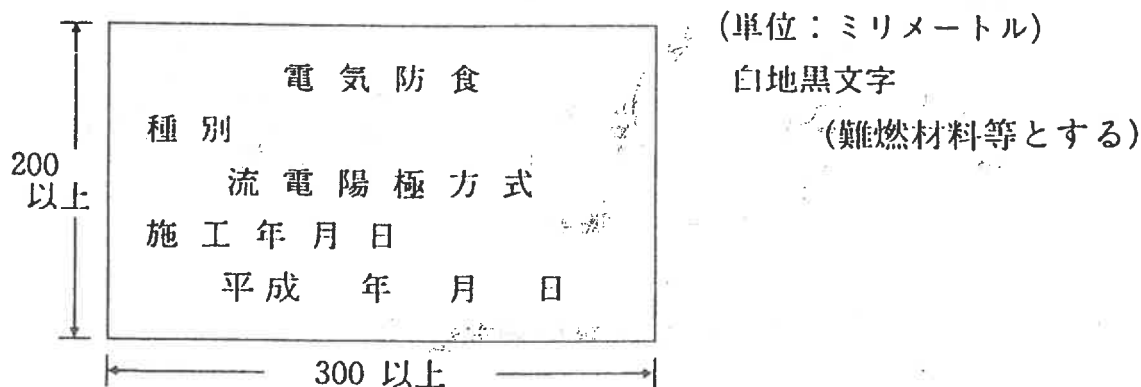 (単位：ミリメートル)
白地黒文字
(難燃材料等とする)
電気防食
種別
流電陽極方式
施工年月日
平成　年　月　日
200
以上
300 以上